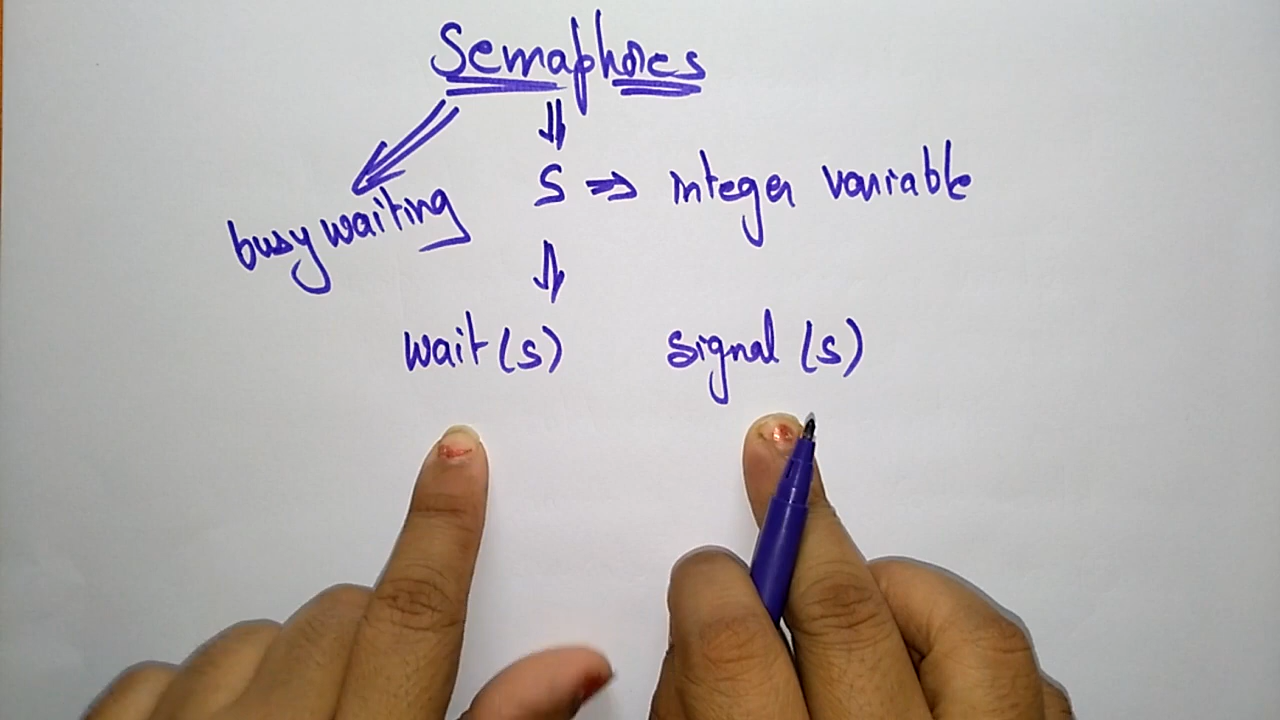 Semaphores
S ⇒ integer variable
busy waiting
wait (s) signal (s)